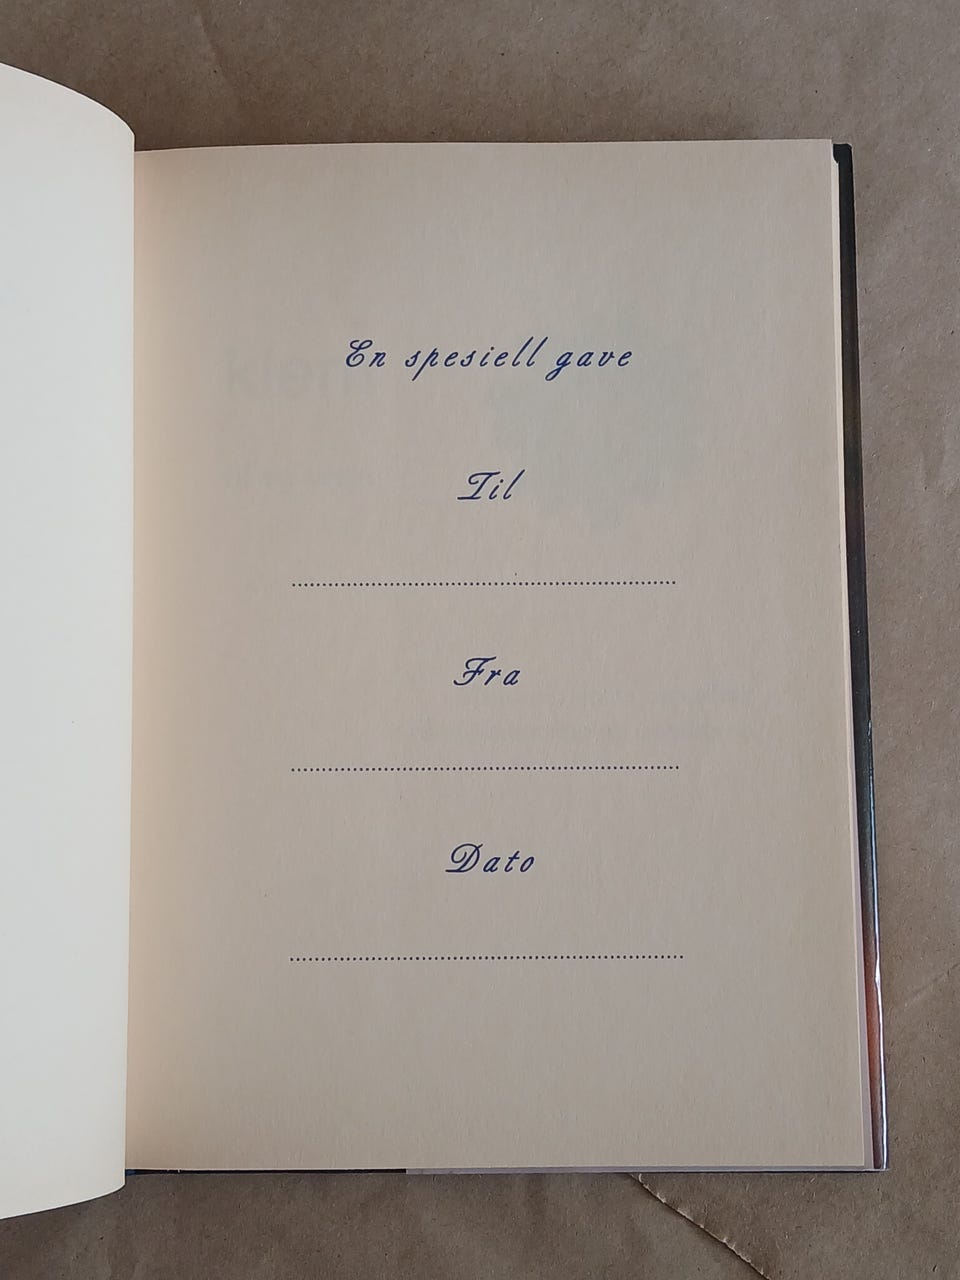 En spesiell gave
Til
Fra
Dato